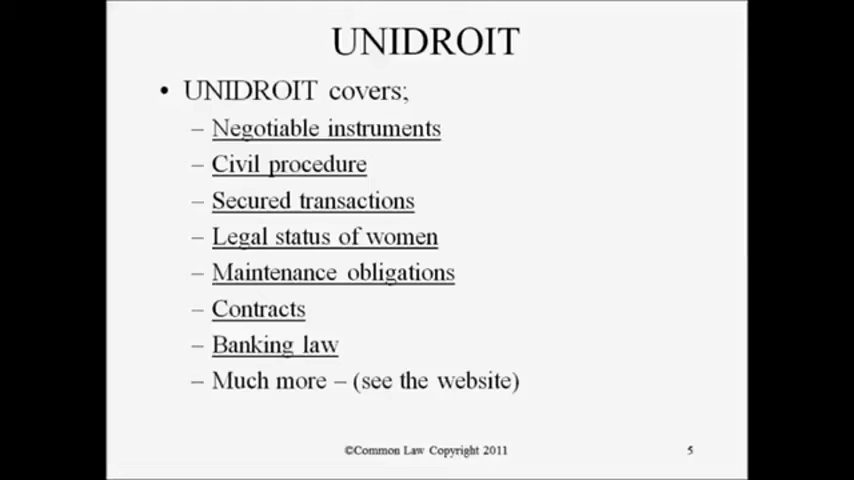 UNIDROIT
• UNIDROIT covers;
– Negotiable instruments
– Civil procedure
– Secured transactions
– Legal status of women
– Maintenance obligations
– Contracts
– Banking law
– Much more – (see the website)
©Common Law Copyright 2011
5